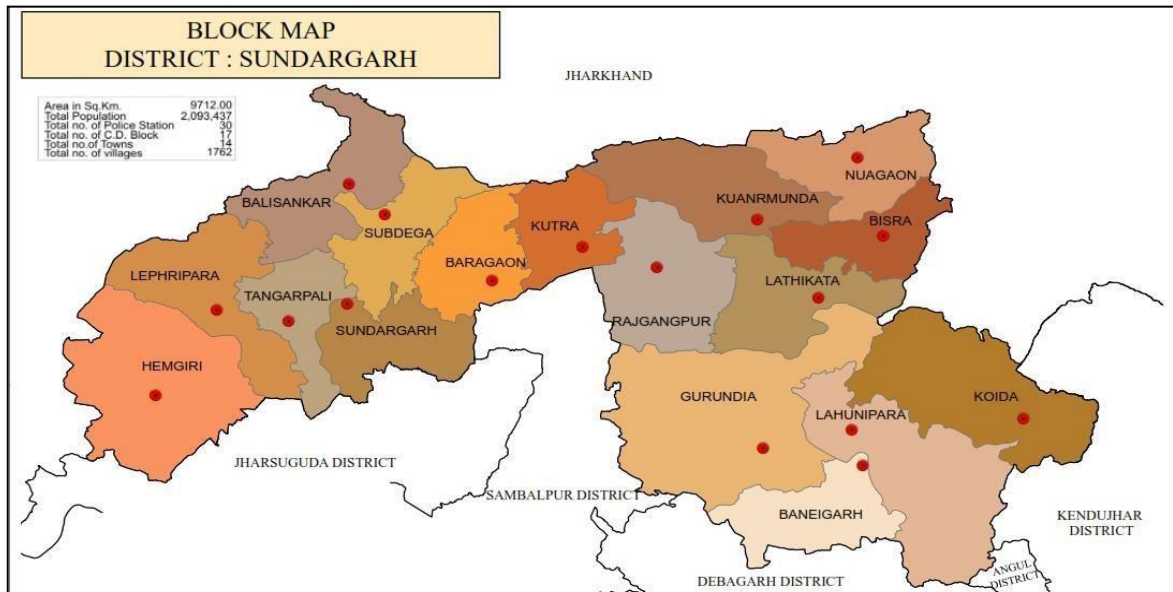 BLOCK MAP
DISTRICT : SUNDARGARH
JHARKHAND
Area in Sq.Km. 9712.00
Total Population 2,093,437
Total no. of Police Station 30
Total no. of C.D. Block 17
Total no.of Towns 14
Total no. of villages 1762
NUAGAON
KUANRMUNDA
BALISANKAR
BISRA
KUTRA
SUBDEGA
BARAGAON
LEPHRIPARA
LATHIKATA
TANGARPALI
RAJGANGPUR
SUNDARGARH
HEMGIRI
GURUNDIA
KOIDA
LAHUNIPARA
JHARSUGUDA DISTRICT
SAMBALPUR DISTRICT
BANEIGARH
KENDUJHAR
DISTRICT
ANGUL
DISTRICT
DEBAGARH DISTRICT